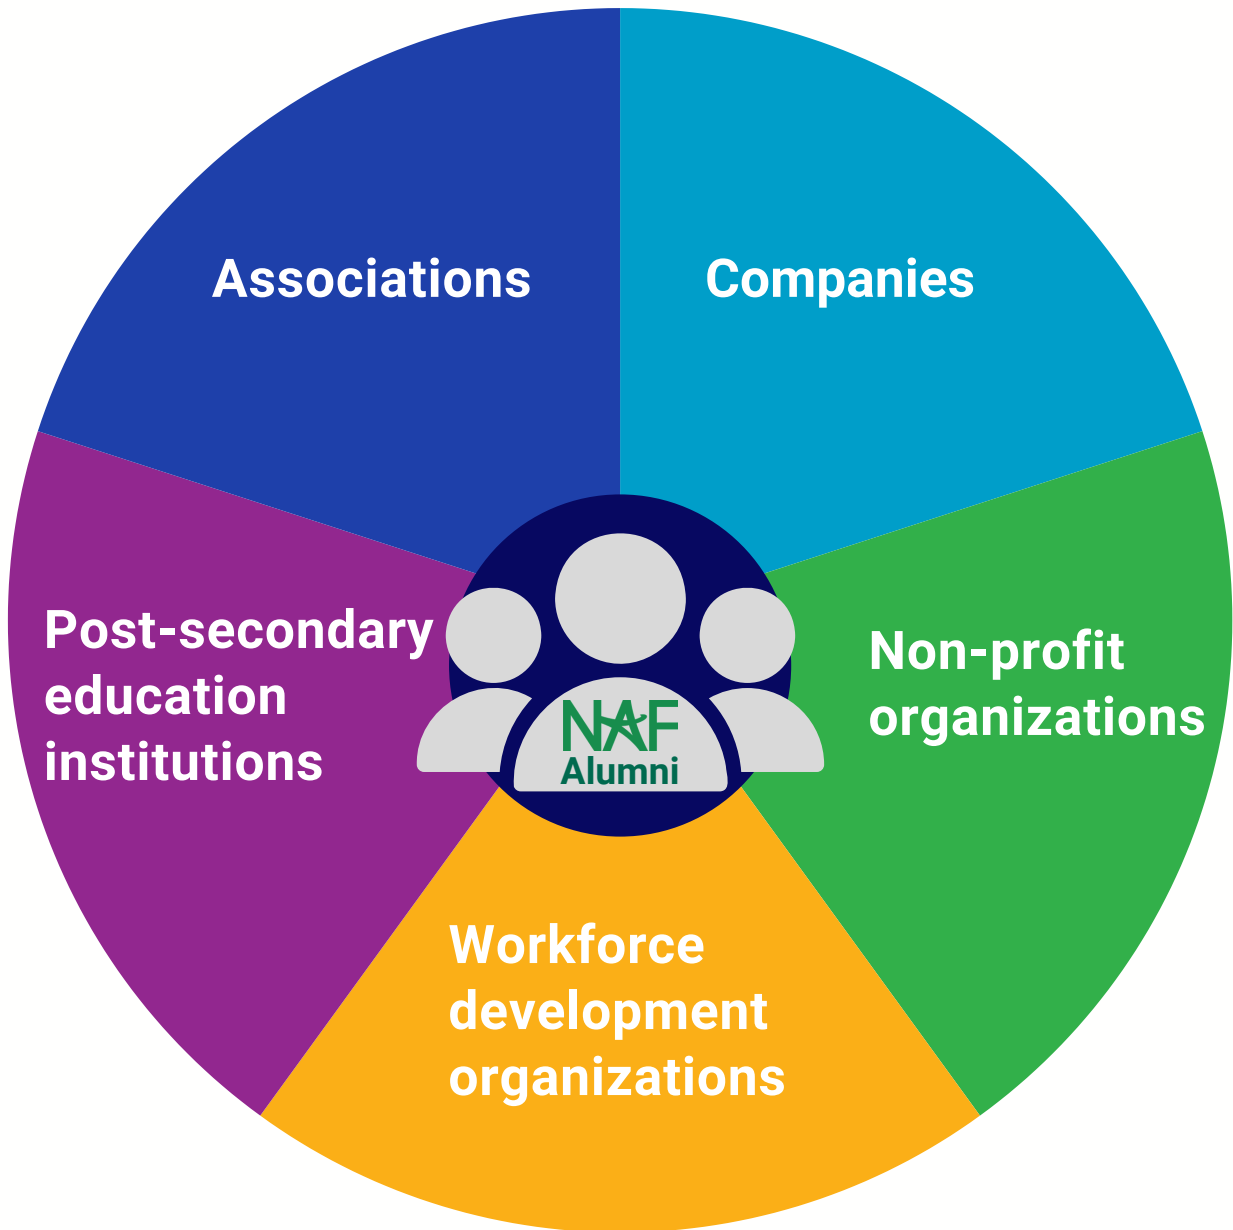 Associations
Companies
Post-secondary
education
institutions
Non-profit
organizations
NAF
Alumni
Workforce
development
organizations